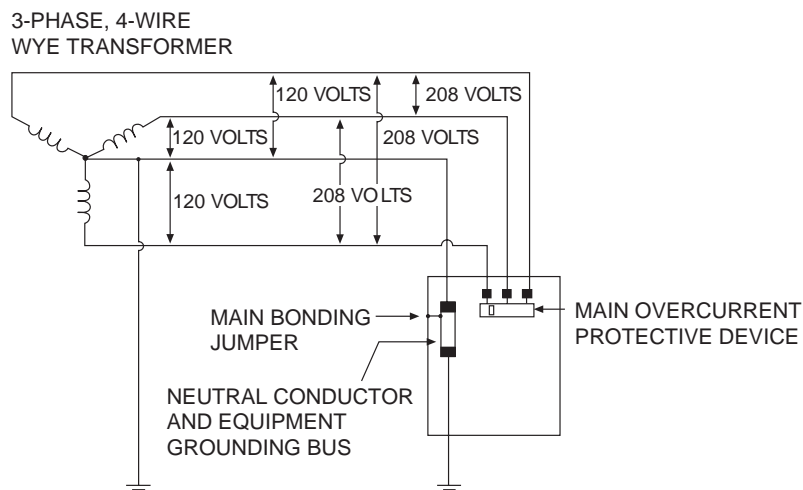 3-PHASE, 4-WIRE
WYE TRANSFORMER
120 VOLTS
208 VOLTS
120 VOLTS
208 VOLTS
120 VOLTS
208 VOLTS
MAIN BONDING
JUMPER
MAIN OVERCURRENT
PROTECTIVE DEVICE
NEUTRAL CONDUCTOR
AND EQUIPMENT
GROUNDING BUS